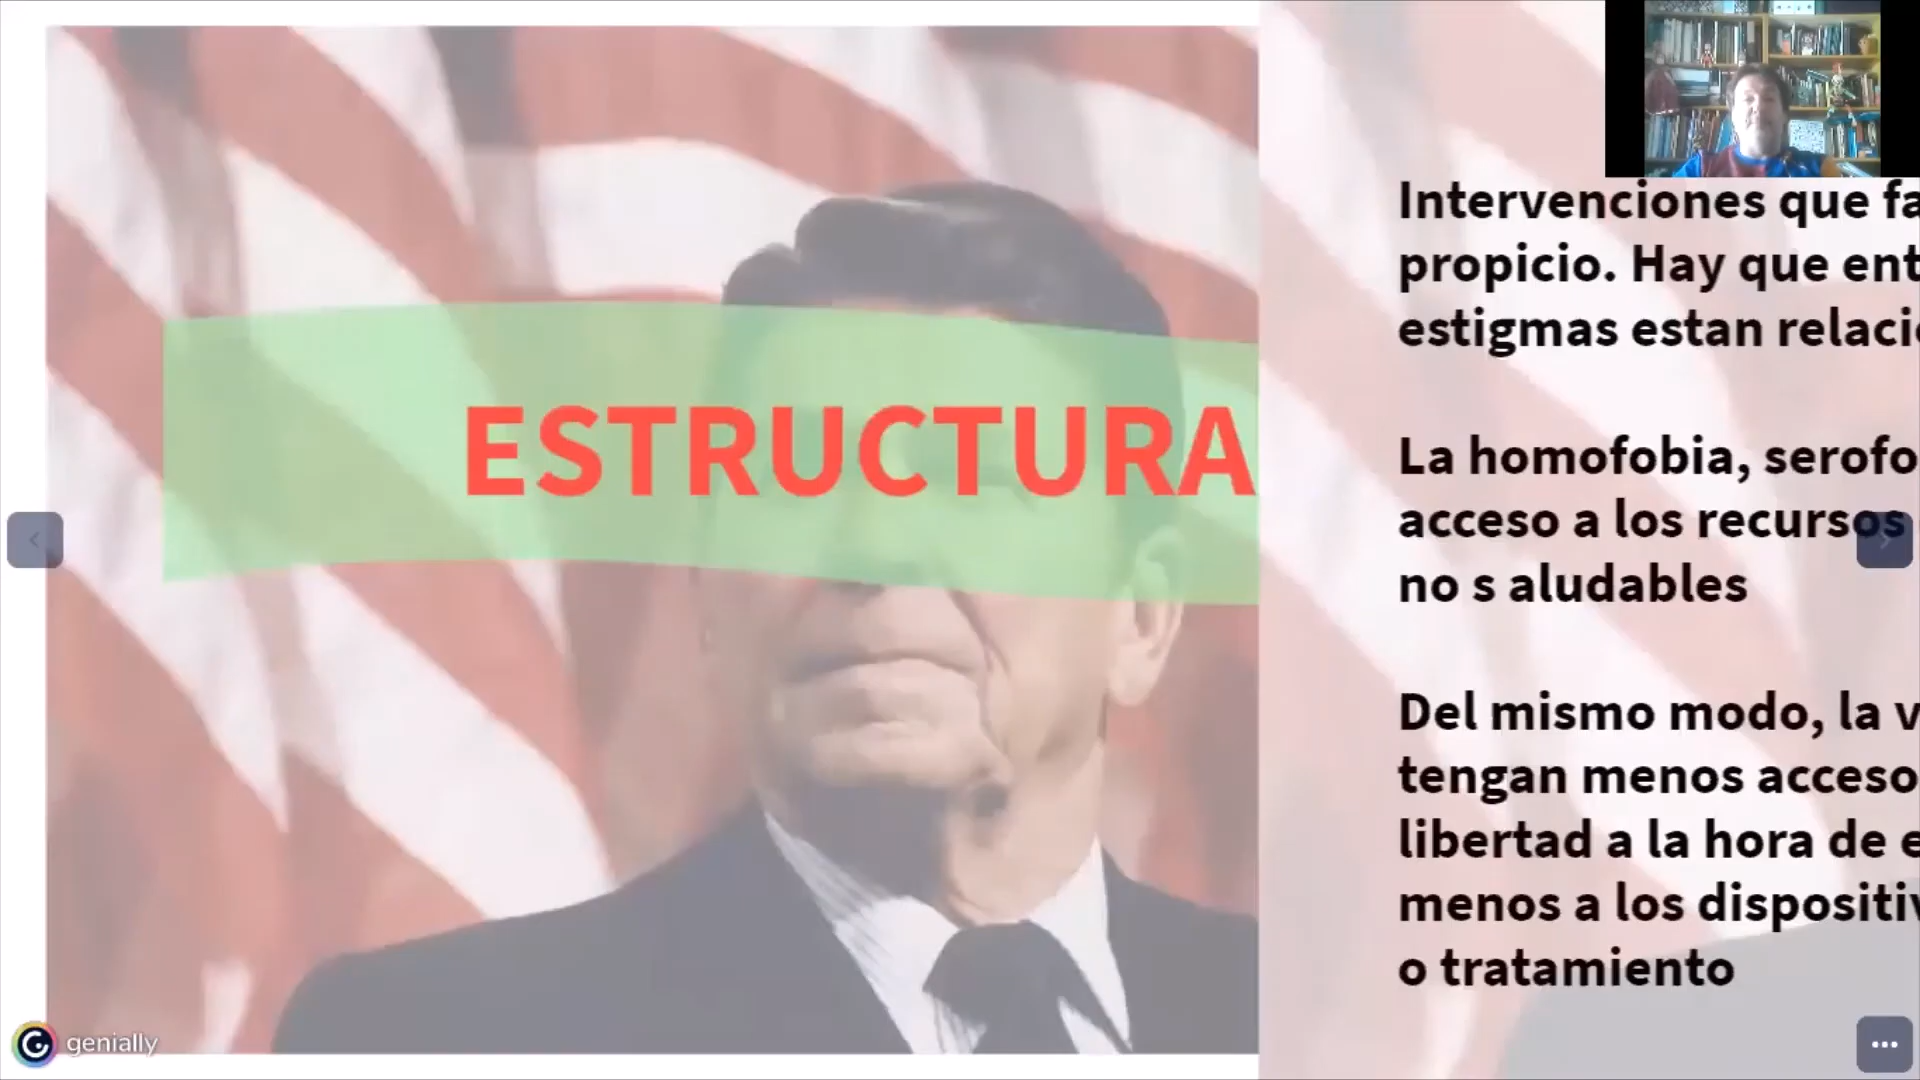 ESTRUCTURA
Intervenciones que fa
propicio. Hay que ent
estigmas estan relaci
La homofobia, serofo
acceso a los recursos
no s aludables
Del mismo modo, la v
tengan menos acceso
libertad a la hora de e
menos a los dispositiv
o tratamiento
genially